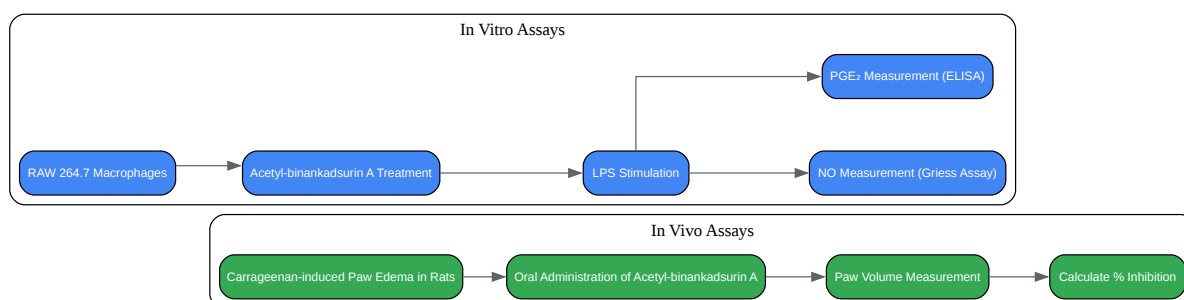 In Vitro Assays
PGE₂ Measurement (ELISA)
RAW 264.7 Macrophages
Acetyl-binankadsurin A Treatment
LPS Stimulation
NO Measurement (Griess Assay)
In Vivo Assays
Carrageenan-induced Paw Edema in Rats
Oral Administration of Acetyl-binankadsurin A
Paw Volume Measurement
Calculate % Inhibition